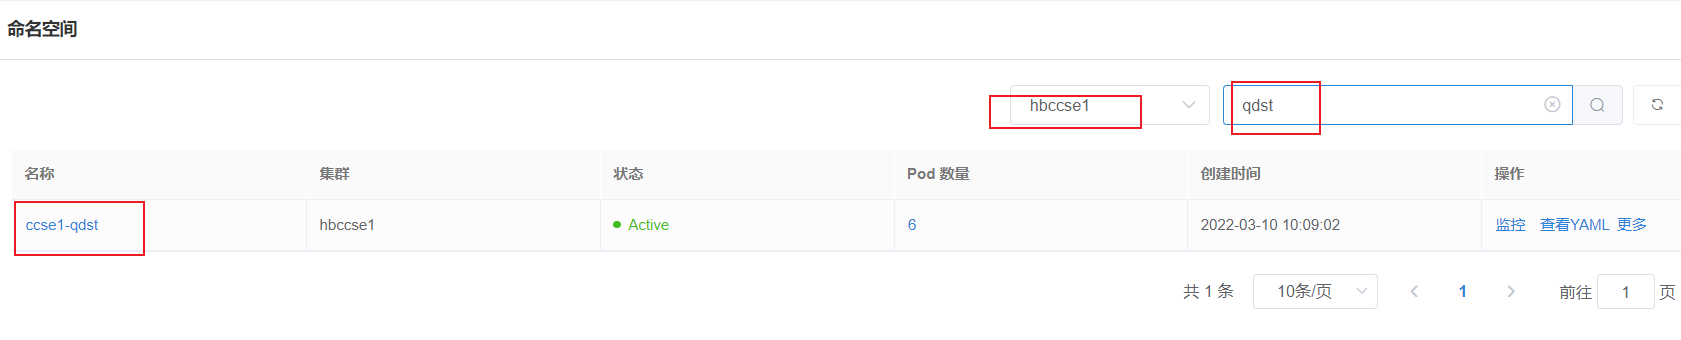 命名空间
hbccse1 qdst
名称 集群 状态 Pod 数量 创建时间 操作
ccse1-qdst hbccse1 Active 6 2022-03-10 10:09:02 监控 查看YAML 更多
共 1 条 10条/页 1 前往 1 页